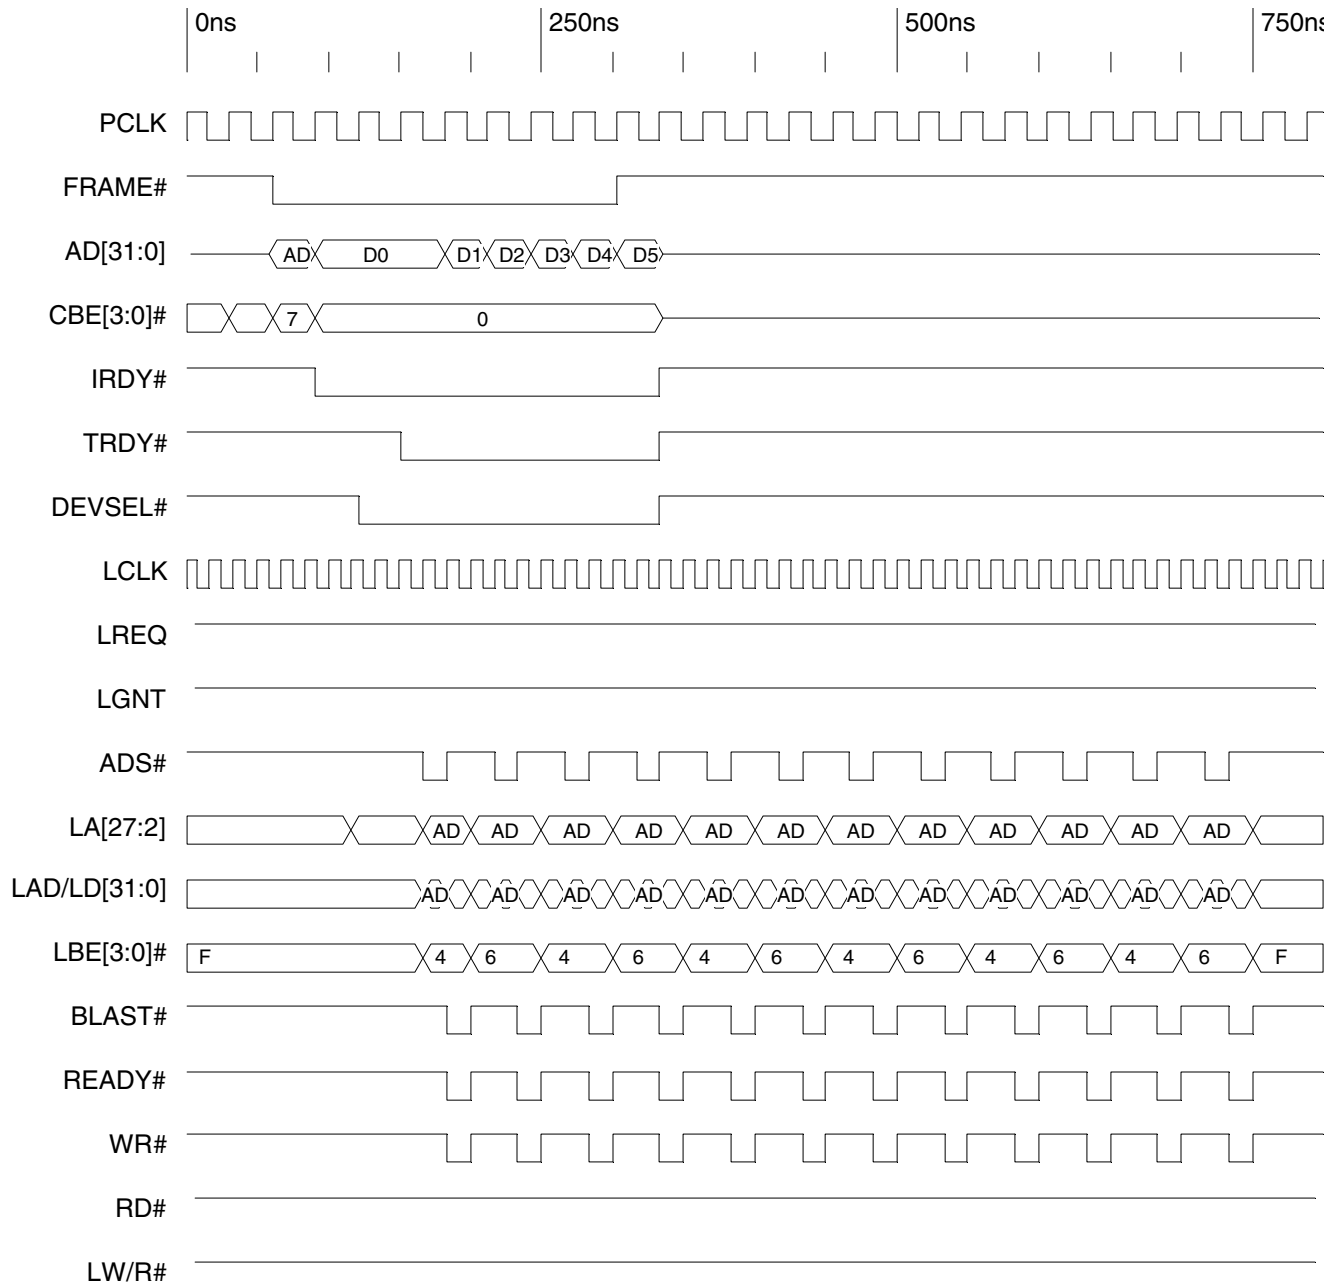 0ns 250ns 500ns 750ns
PCLK
FRAME#
AD[31:0] AD D0 D1 D2 D3 D4 D5
CBE[3:0]# 7 0
IRDY#
TRDY#
DEVSEL#
LCLK
LREQ
LGNT
ADS#
LA[27:2] AD AD AD AD AD AD AD AD AD AD AD AD
LAD/LD[31:0] AD AD AD AD AD AD AD AD AD AD AD AD
LBE[3:0]# F 4 6 4 6 4 6 4 6 4 6 4 6 F
BLAST#
READY#
WR#
RD#
LW/R#